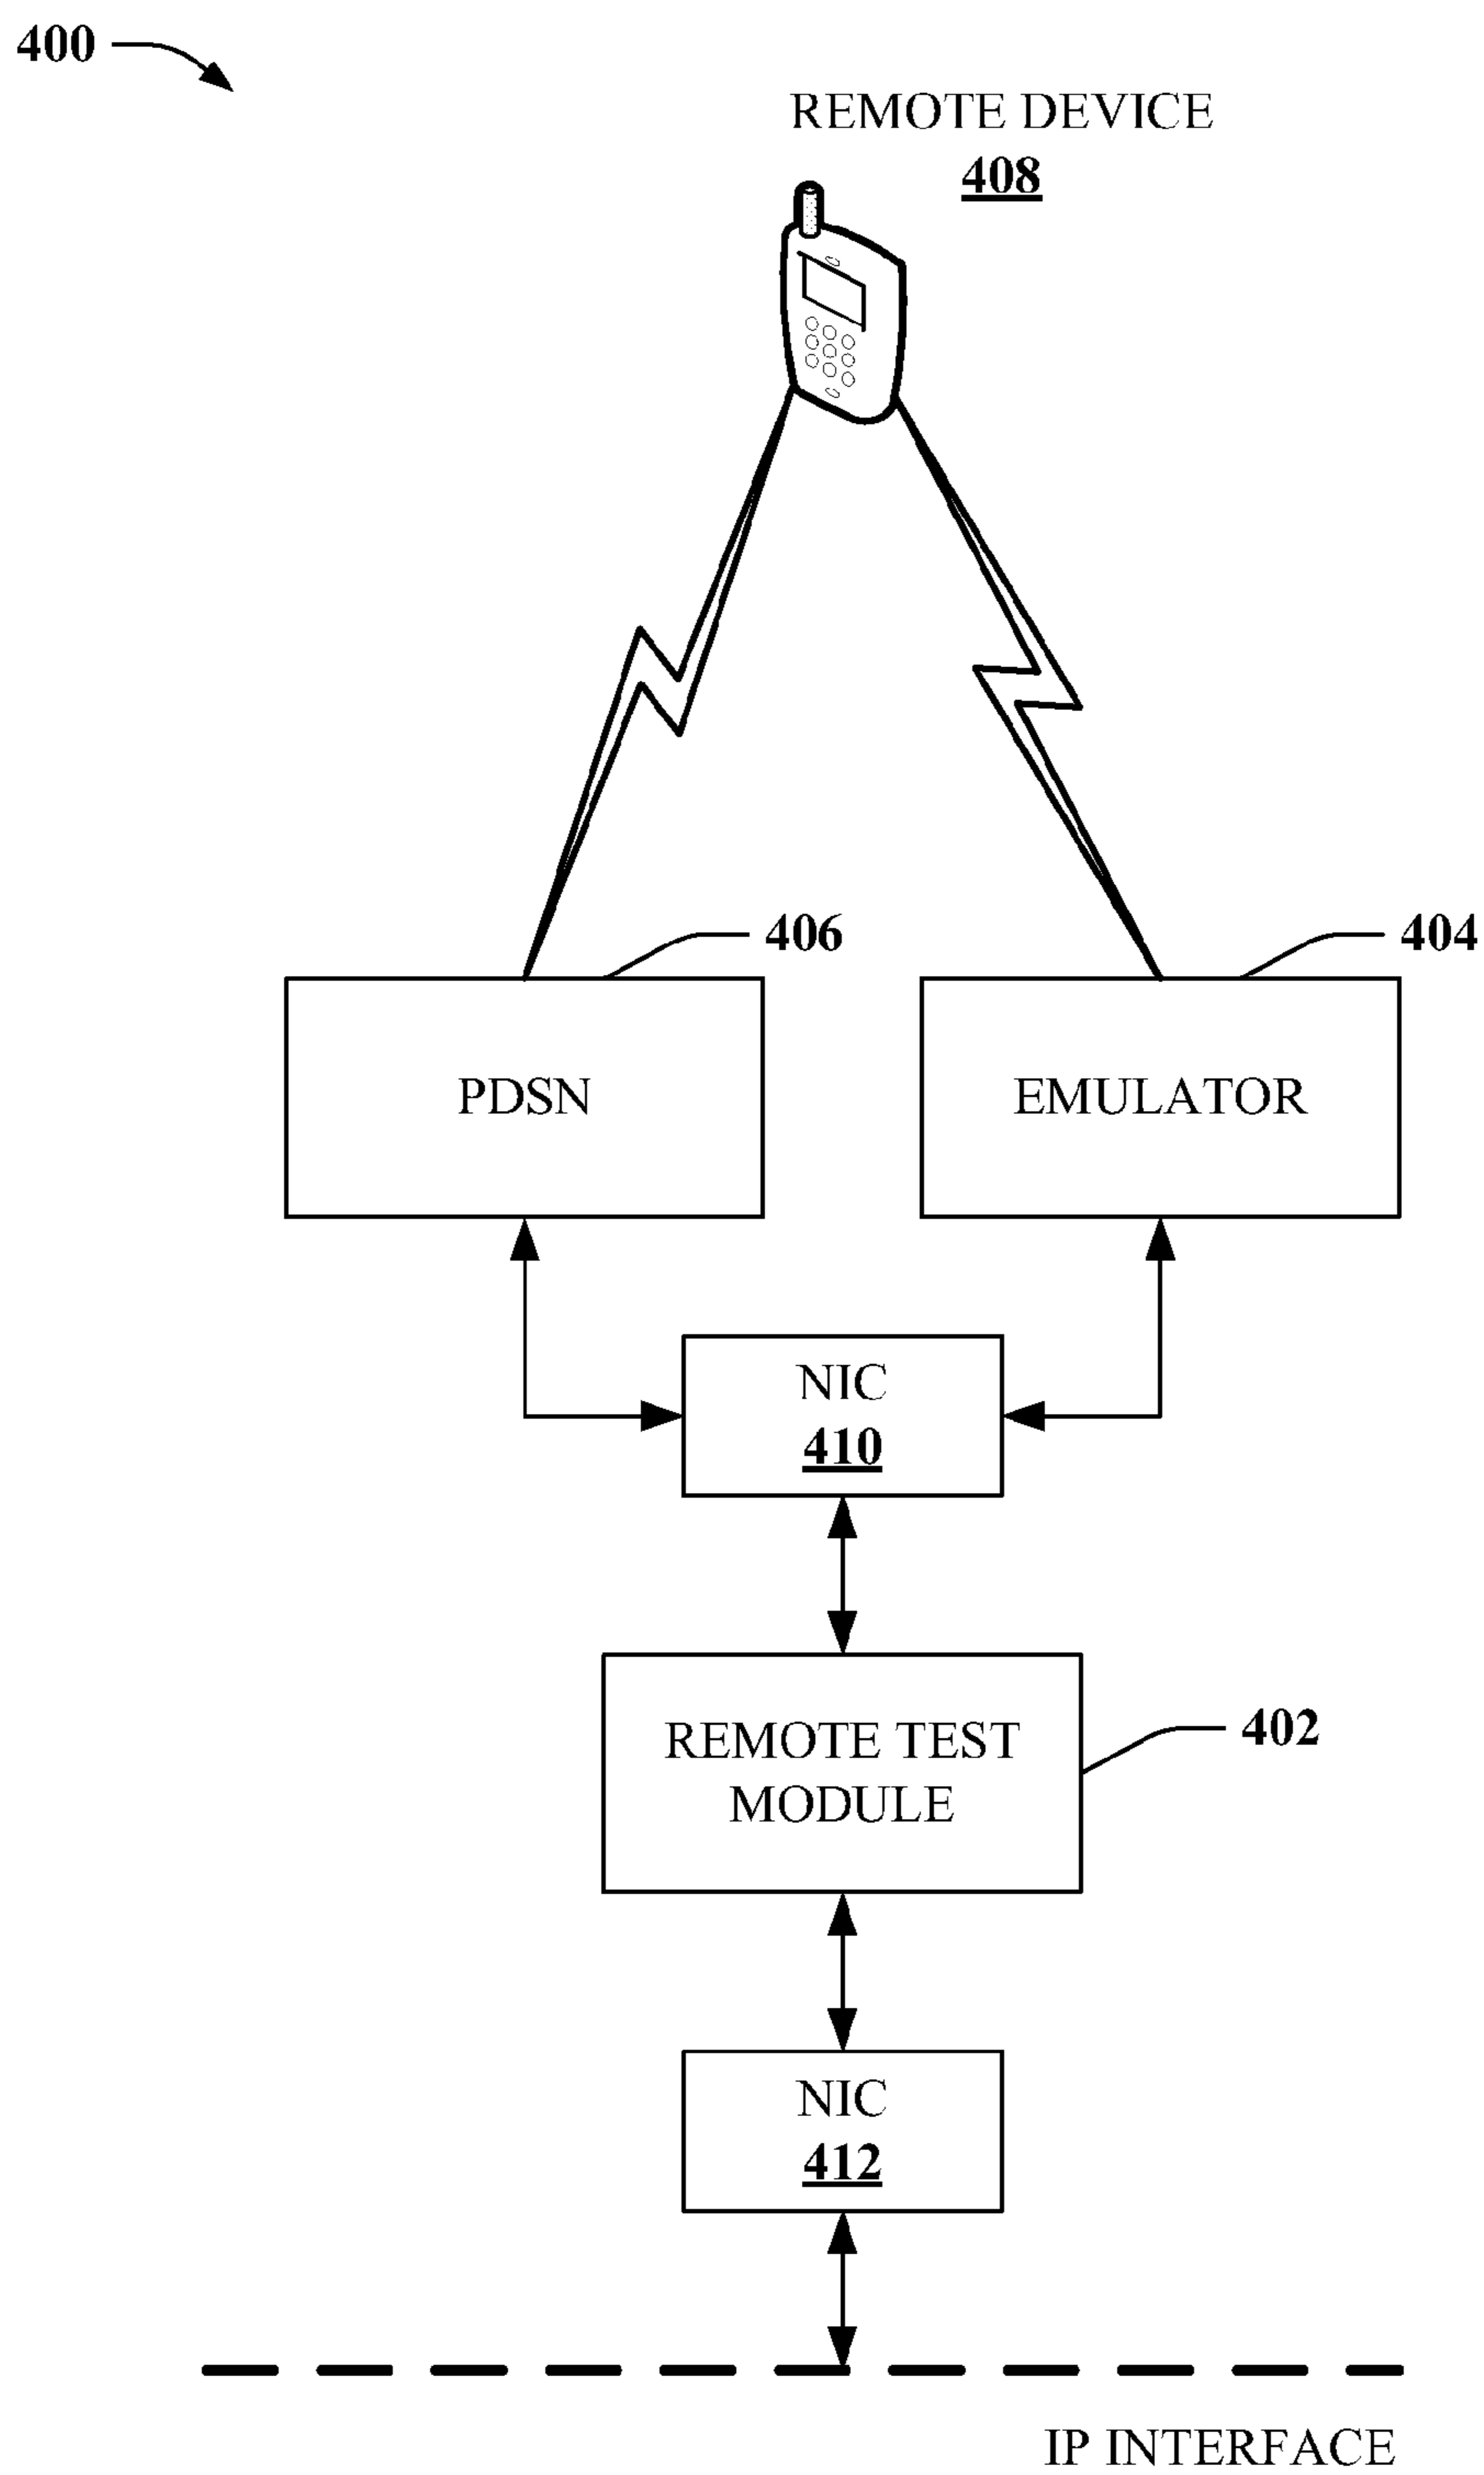 400
REMOTE DEVICE
408
406
404
PDSN
EMULATOR
NIC
410
REMOTE TEST
MODULE
402
NIC
412
IP INTERFACE